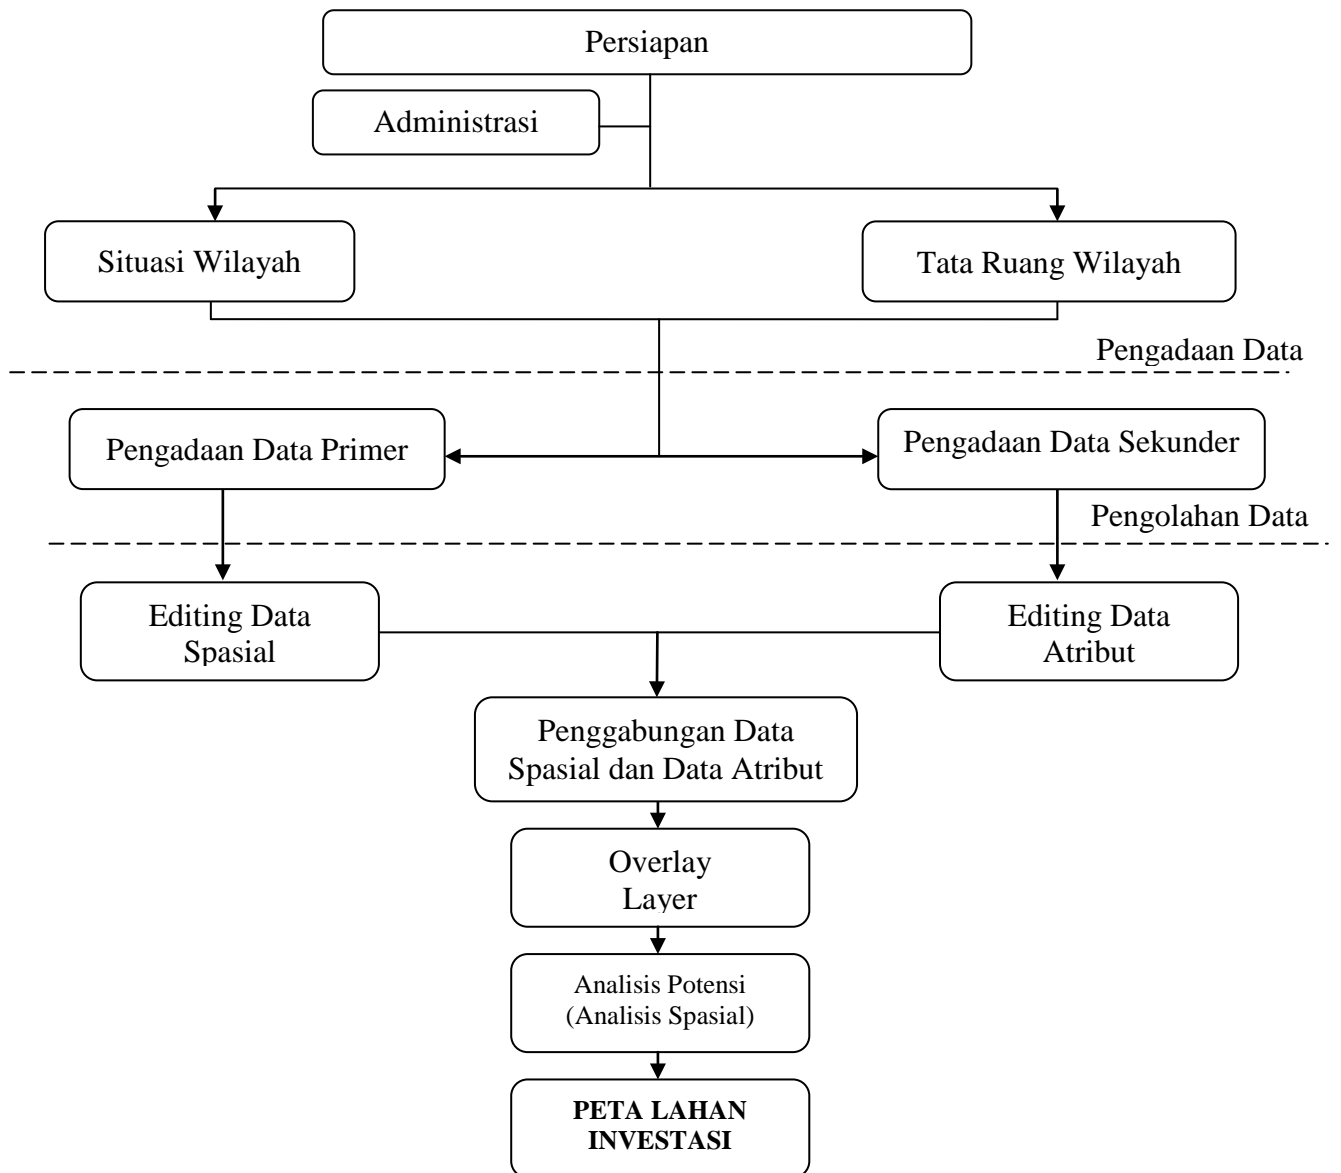 Persiapan
Administrasi
Situasi Wilayah
Tata Ruang Wilayah
Pengadaan Data
Pengadaan Data Primer
Pengadaan Data Sekunder
Pengolahan Data
Editing Data
Spasial
Editing Data
Atribut
Penggabungan Data
Spasial dan Data Atribut
Overlay
Layer
Analisis Potensi
(Analisis Spasial)
PETA LAHAN
INVESTASI